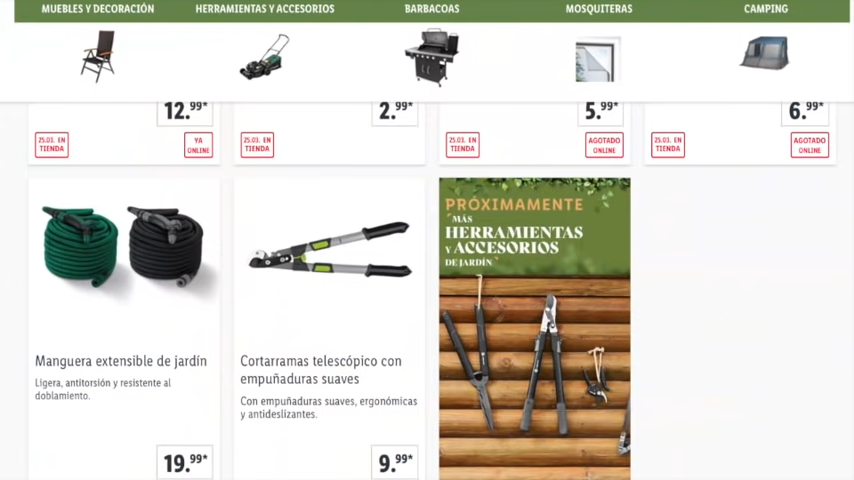 MUEBLES Y DECORACIÓN
HERRAMIENTAS Y ACCESORIOS
BARBACOAS
MOSQUITERAS
CAMPING
12.99*
2.99*
5.99*
6.99*
25.03. EN
TIENDA
YA
ONLINE
25.03. EN
TIENDA
25.03. EN
TIENDA
AGOTADO
ONLINE
25.03. EN
TIENDA
AGOTADO
ONLINE
Manguera extensible de jardín
Ligera, antitorsión y resistente al
doblamiento.
19.99*
Cortarramas telescópico con
empuñaduras suaves
Con empuñaduras suaves, ergonómicas
y antideslizantes.
9.99*
PRÓXIMAMENTE
MÁS
HERRAMIENTAS
Y ACCESORIOS
DE JARDÍN